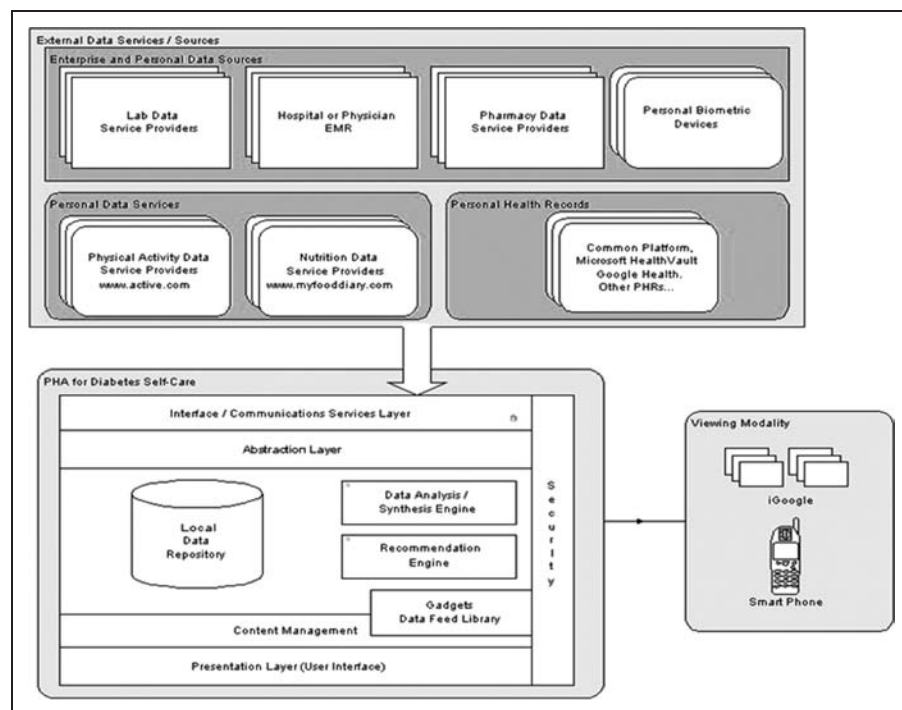 External Data Services / Sources
Enterprise and Personal Data Sources
Lab Data
Service Providers
Hospital or Physician
EMR
Pharmacy Data
Service Providers
Personal Biometric
Devices
Personal Data Services
Physical Activity Data
Service Providers
www.active.com
Nutrition Data
Service Providers
www.myfooddiary.com
Personal Health Records
Common Platform,
Microsoft HealthVault
Google Health.
Other PHRs...
PHA for Diabetes Self-Care
Interface / Communications Services Layer
Abstraction Layer
Local
Data
Repository
Data Analysis /
Synthesis Engine
Recommendation
Engine
Gadgets
Data Feed Library
Content Management
Presentation Layer (User Interface)
Security
Viewing Modality
iGoogle
Smart Phone